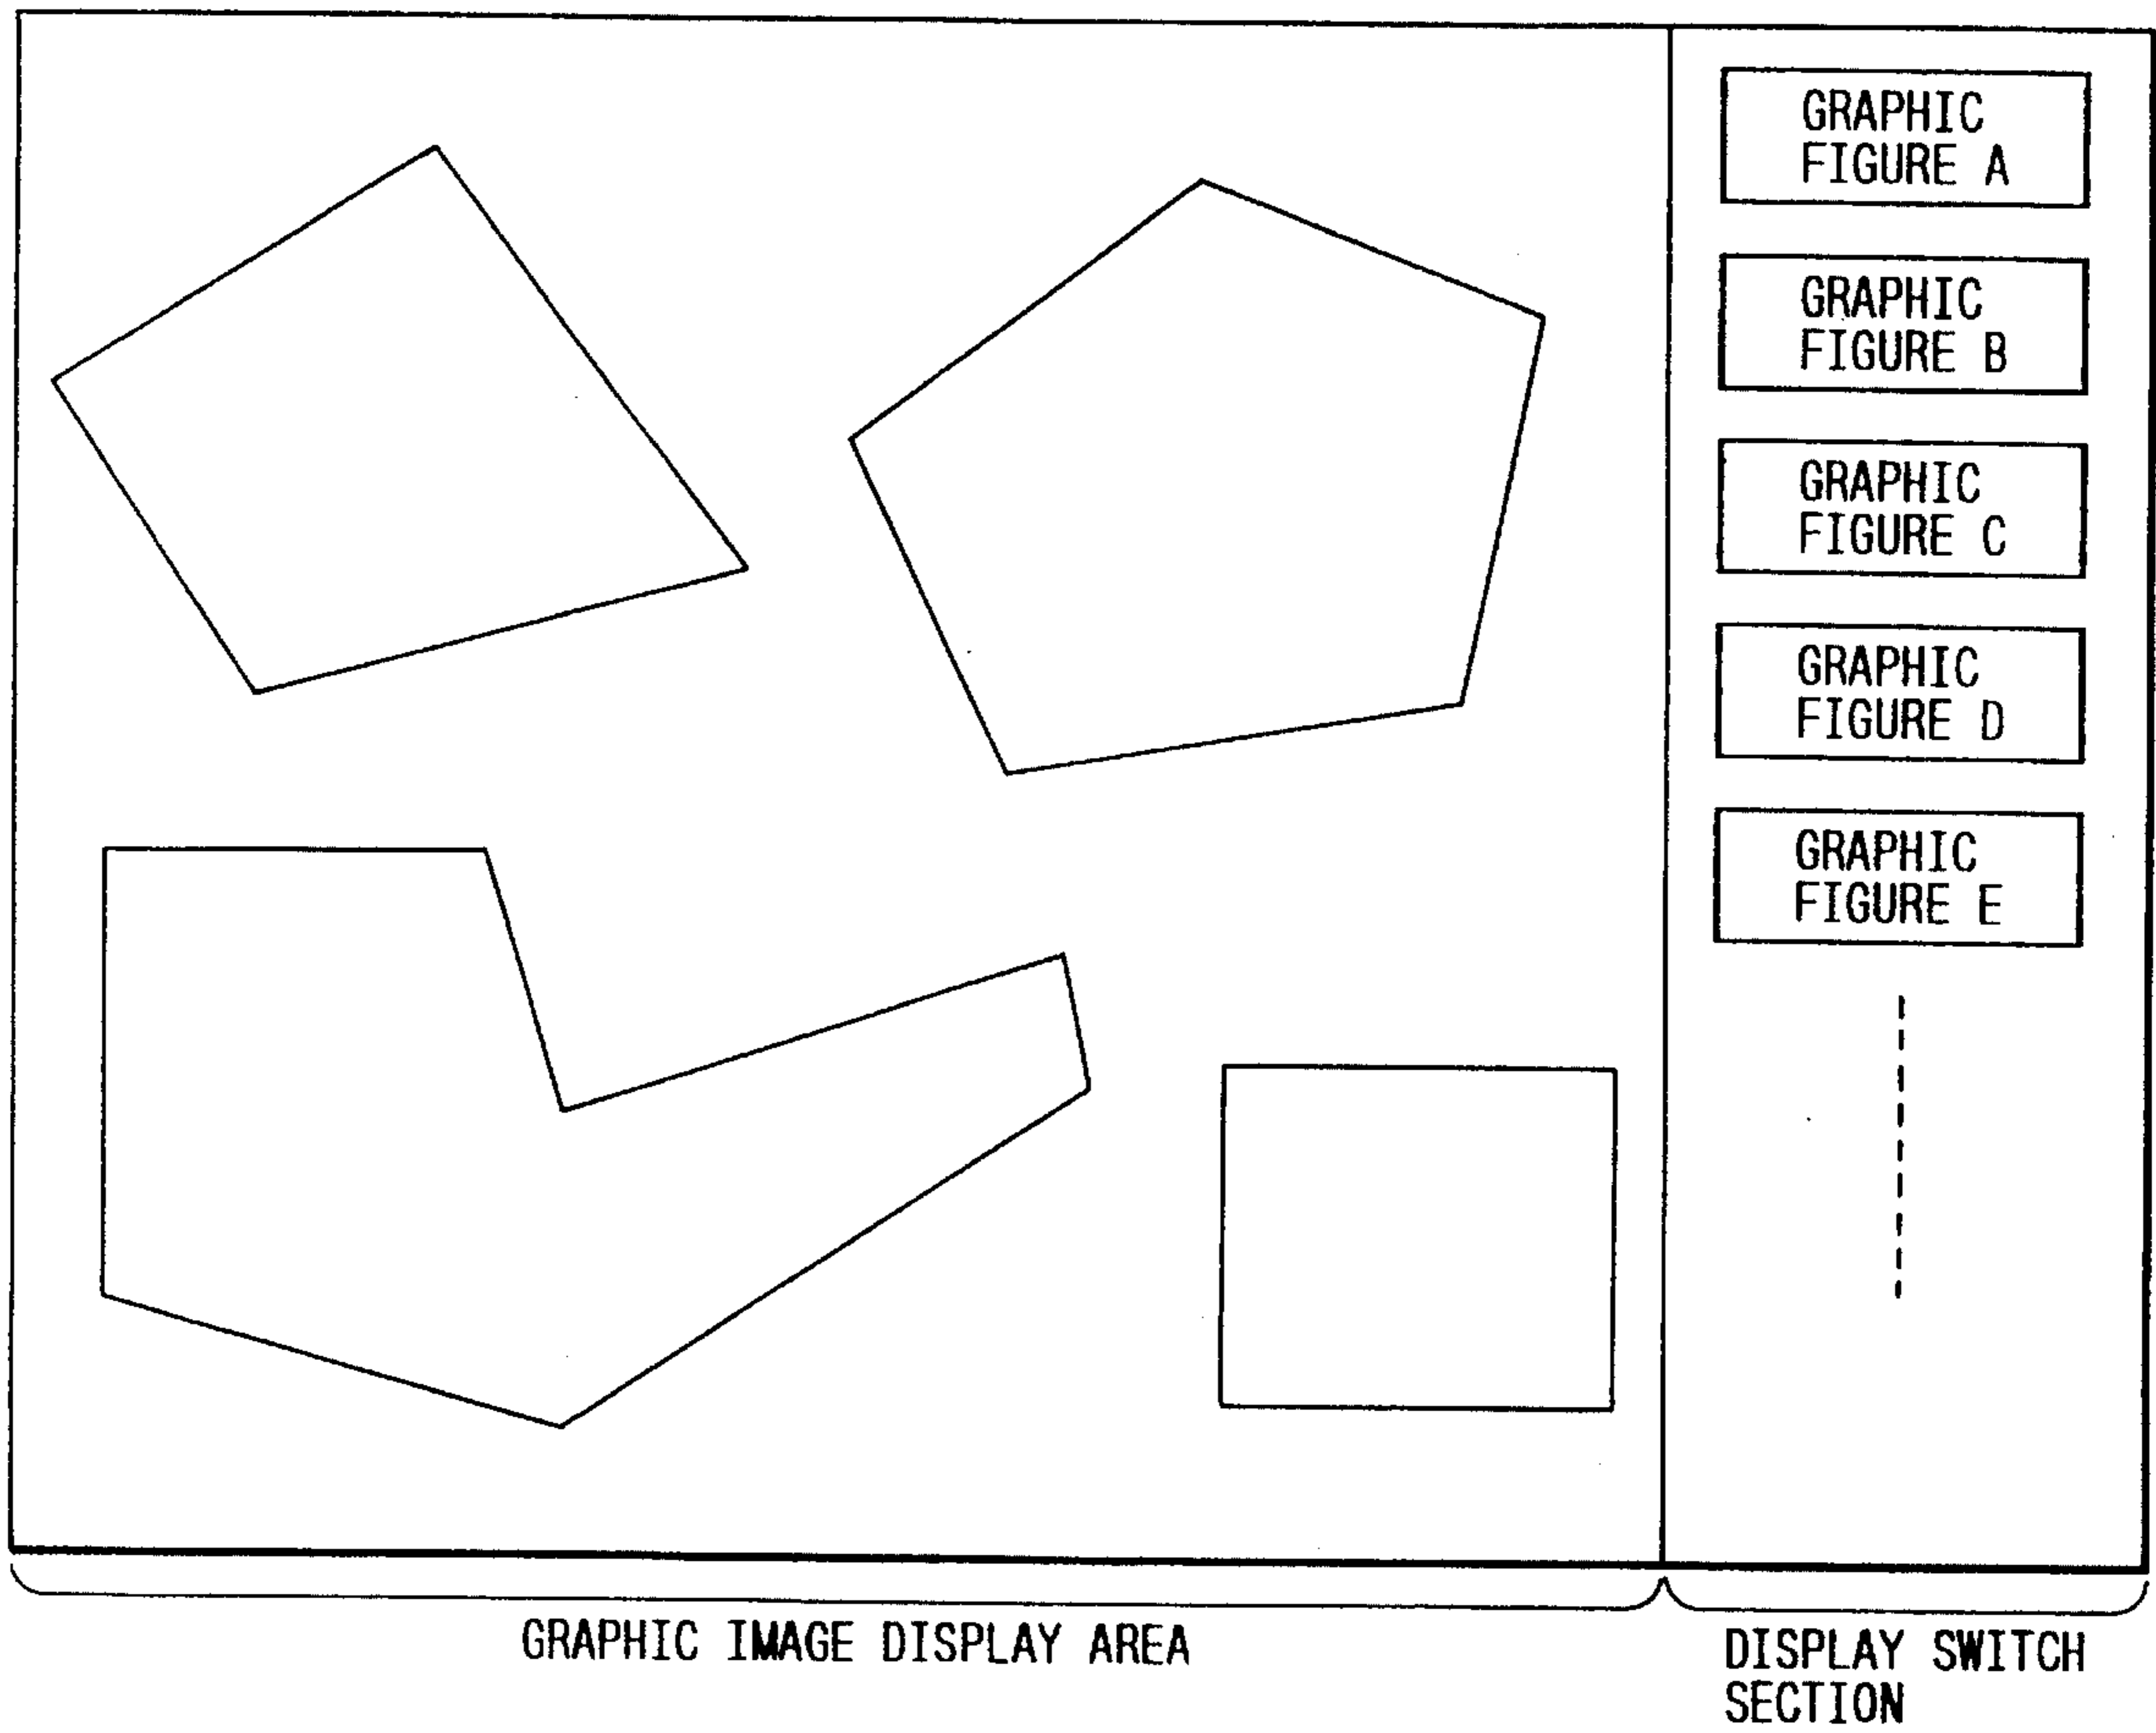 GRAPHIC
FIGURE A
GRAPHIC
FIGURE B
GRAPHIC
FIGURE C
GRAPHIC
FIGURE D
GRAPHIC
FIGURE E
GRAPHIC IMAGE DISPLAY AREA
DISPLAY SWITCH
SECTION